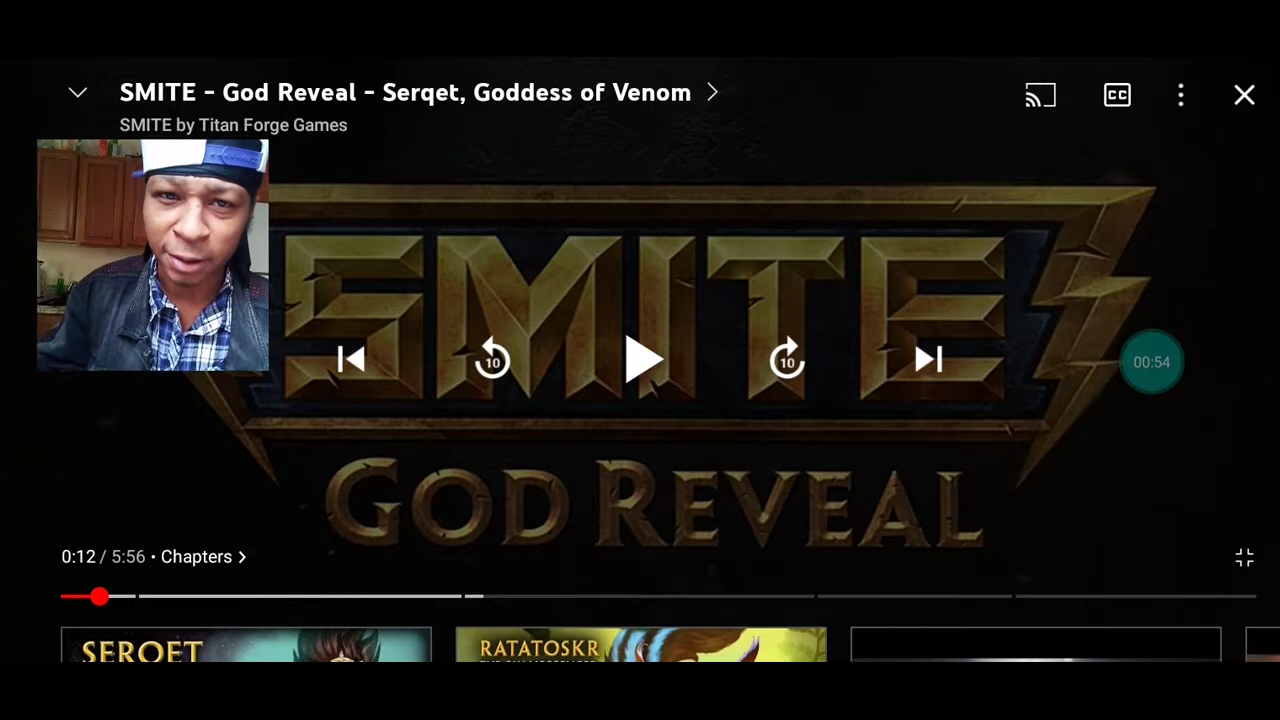 SMITE - God Reveal - Serqet, Goddess of Venom
CC
SMITE by Titan Forge Games
SMITE
10
10
00:54
GOD REVEAL
0:12 / 5:56 • Chapters
SERQET
RATATOSKR